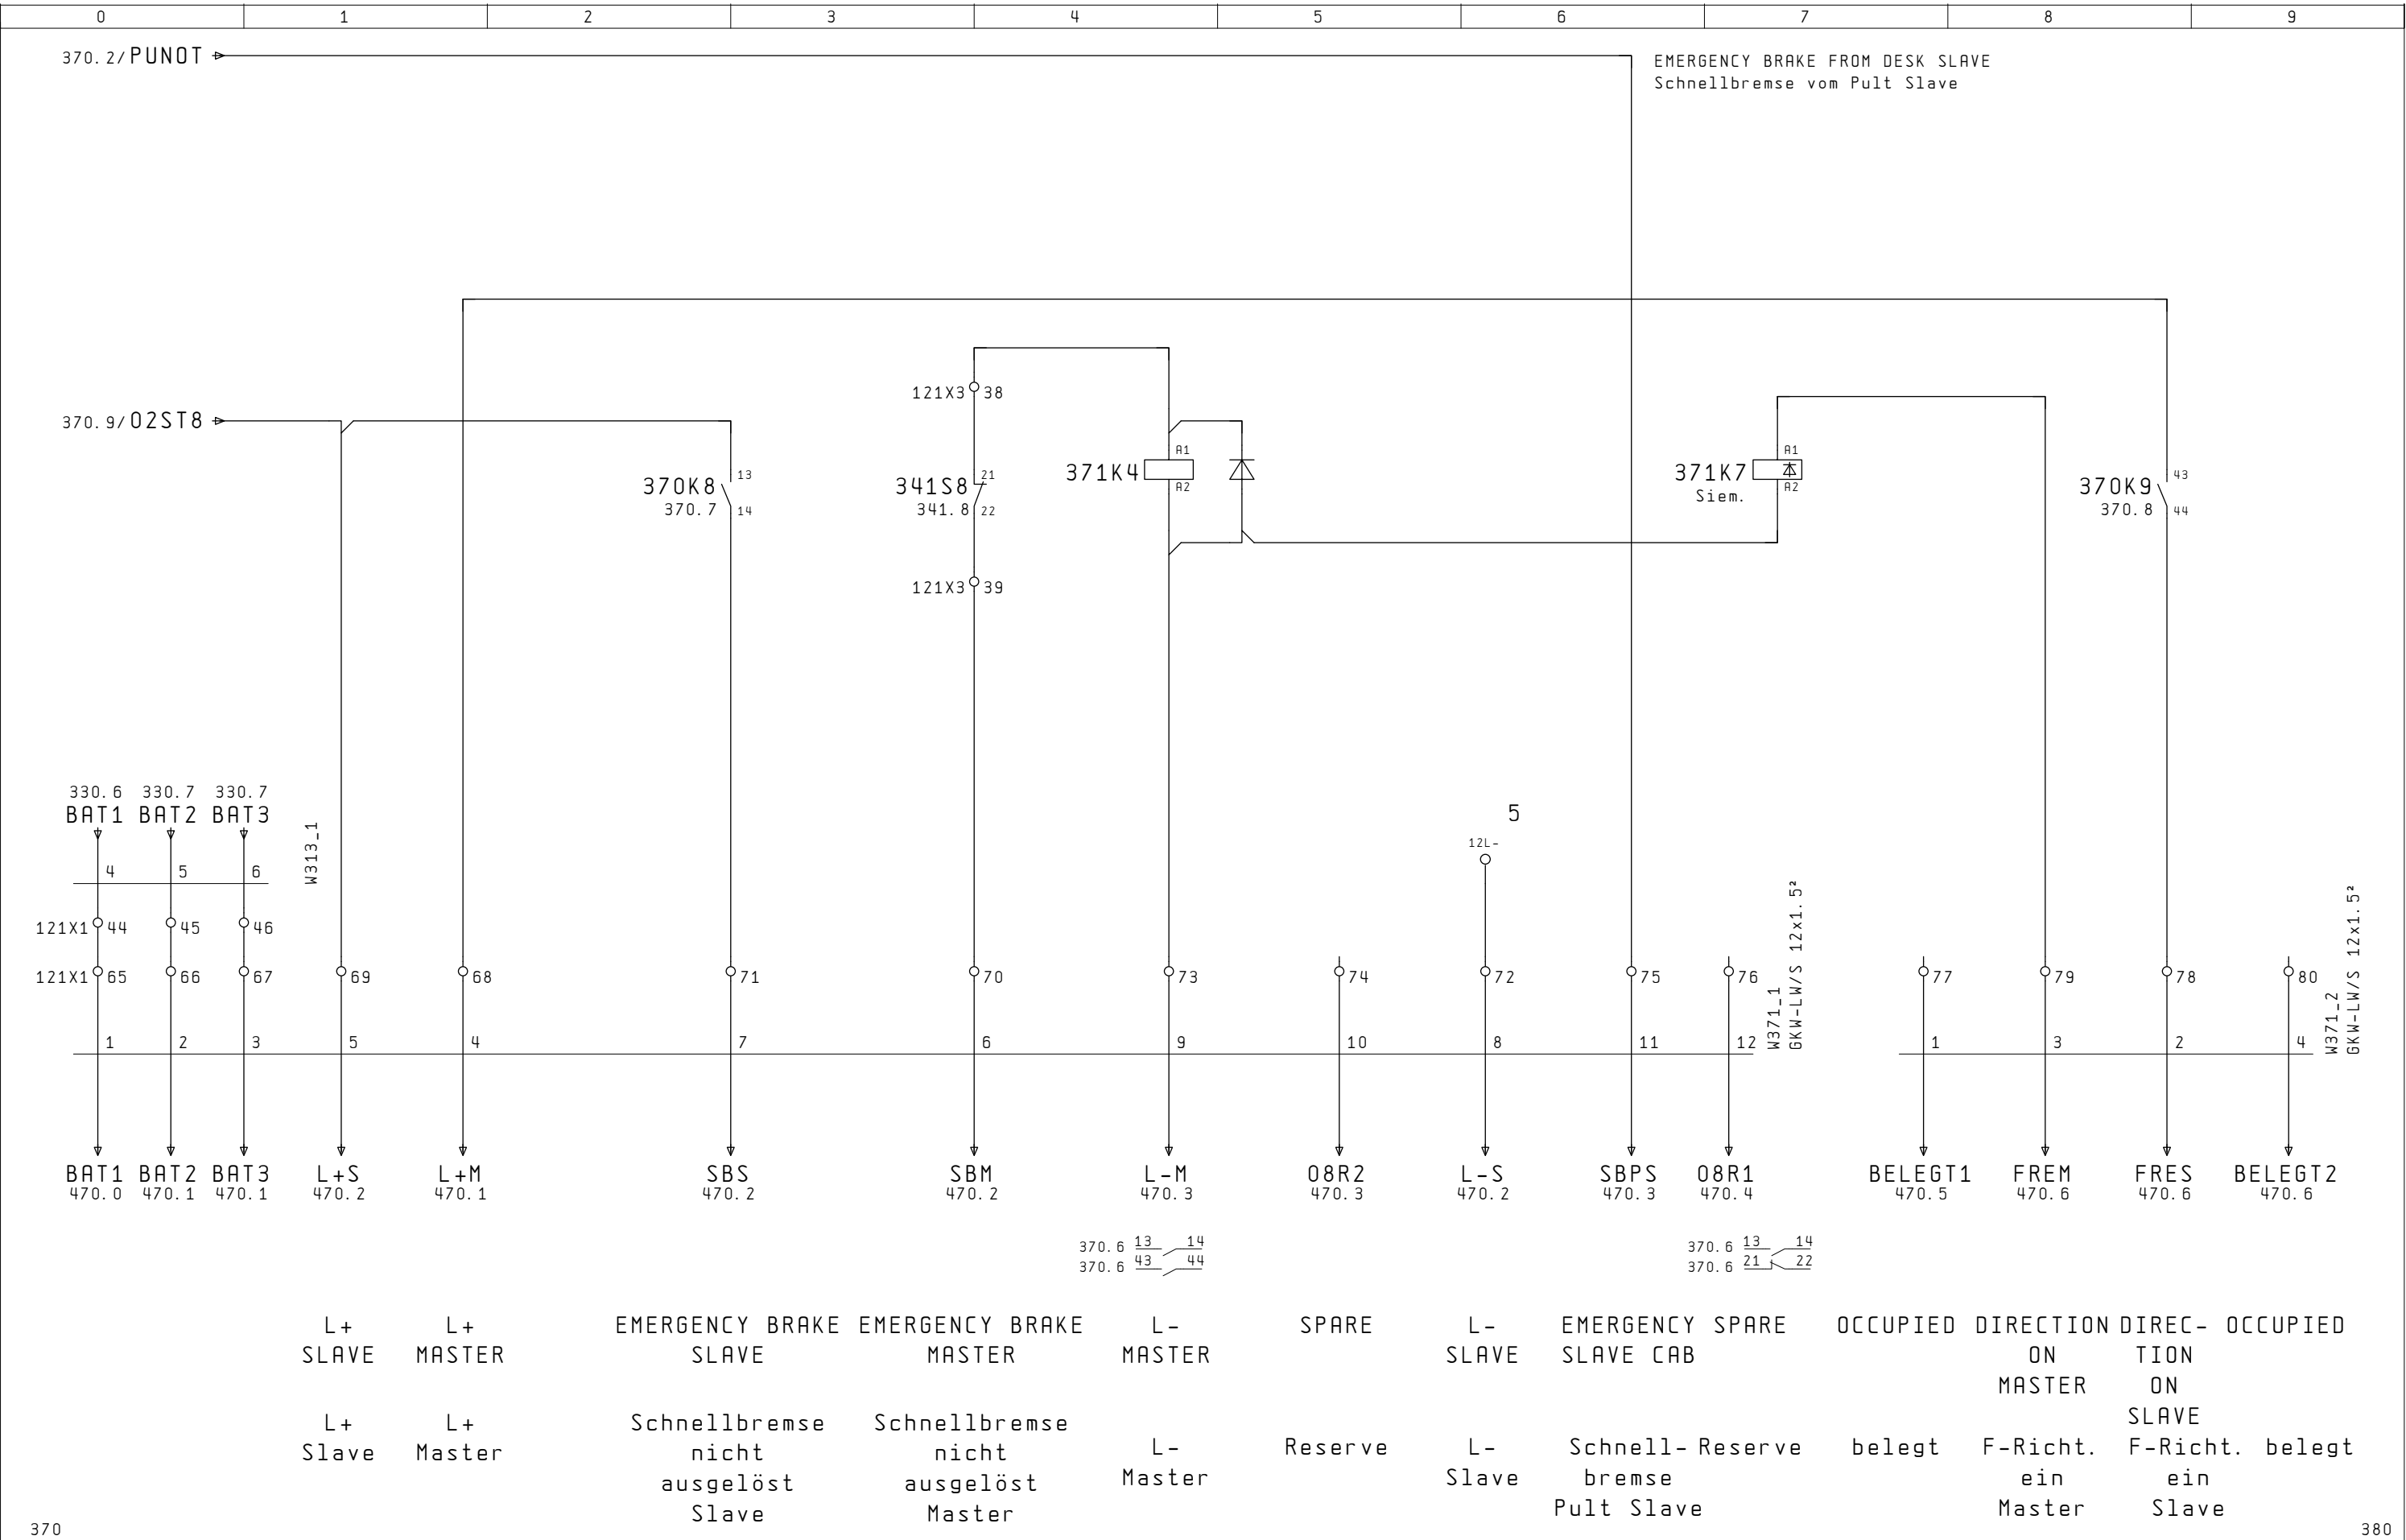 0 1 2 3 4 5 6 7 8 9
370.2/PUNOT
EMERGENCY BRAKE FROM DESK SLAVE
Schnellbremse vom Pult Slave
121X3 38
370.9/02ST8
371K4 A1 A2
371K7 A1 A2
Siem.
370K8 13
370.7 14
341S8 21
341.8 22
370K9 43
370.8 44
121X3 39
330.6 330.7 330.7
BAT1 BAT2 BAT3
W313_1
5
12L-
4 5 6
121X1 44 45 46
121X1 65 66 67 69 68 71 70 73 74 72 75 76 77 79 78 80
W371_1
GKW-LW/S 12x1.5²
W371_2
GKW-LW/S 12x1.5²
1 2 3 5 4 7 6 9 10 8 11 12 1 3 2 4
BAT1 BAT2 BAT3 L+S L+M SBS SBM L-M 08R2 L-S SBPS 08R1 BELEGT1 FREM FRES BELEGT2
470.0 470.1 470.1 470.2 470.1 470.2 470.2 470.3 470.3 470.2 470.3 470.4 470.5 470.6 470.6 470.6
370.6 13 14
370.6 43 44
370.6 13 14
370.6 21 22
L+ L+ EMERGENCY BRAKE EMERGENCY BRAKE L- SPARE L- EMERGENCY SPARE OCCUPIED DIRECTION DIREC- OCCUPIED
SLAVE MASTER SLAVE MASTER MASTER SLAVE SLAVE CAB ON TION
MASTER ON
SLAVE
L+ L+ Schnellbremse Schnellbremse
Slave Master nicht nicht L- Reserve L- Schnell- Reserve belegt F-Richt. F-Richt. belegt
ausgelöst ausgelöst Master Slave bremse ein ein
Slave Master Pult Slave Master Slave
370 380